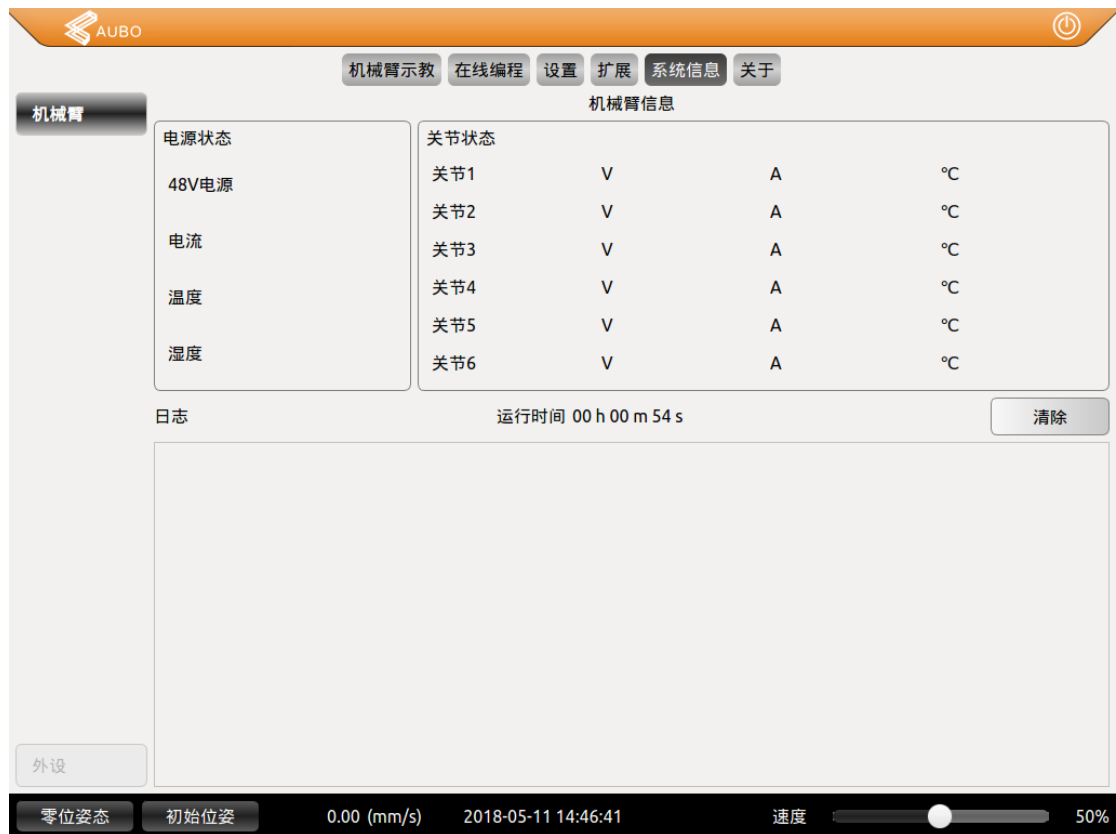 AUBO
机械臂示教 在线编程 设置 扩展 系统信息 关于
机械臂
机械臂信息
电源状态
48V电源
电流
温度
湿度
关节状态
关节1 V A ℃
关节2 V A ℃
关节3 V A ℃
关节4 V A ℃
关节5 V A ℃
关节6 V A ℃
日志 运行时间 00 h 00 m 54 s 清除
外设
零位姿态 初始位姿 0.00 (mm/s) 2018-05-11 14:46:41 速度 50%